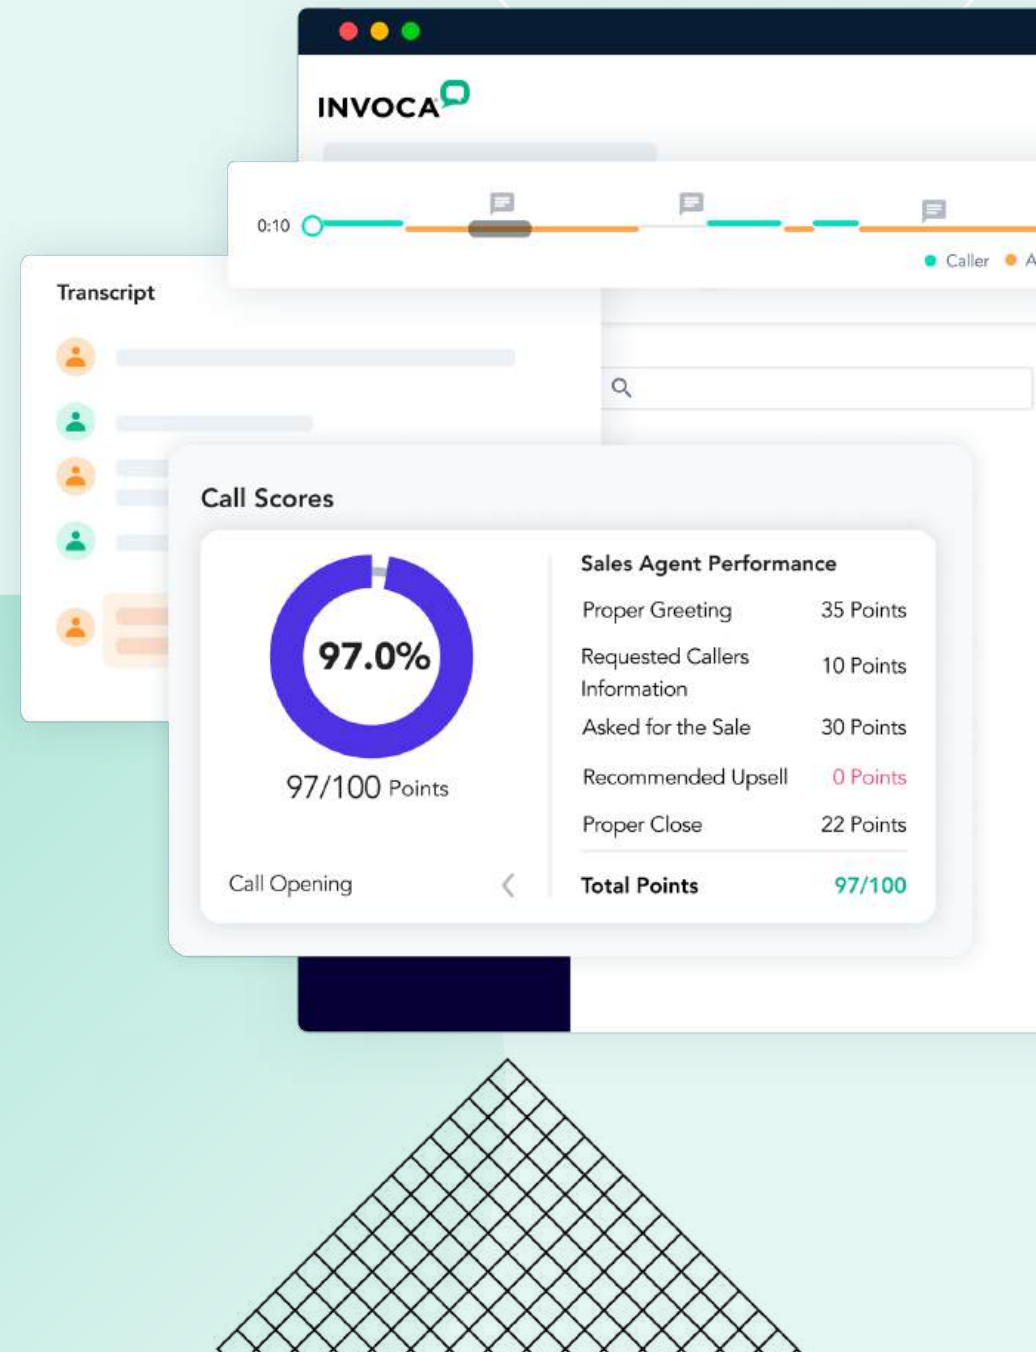 INVOCA
0:10
Caller
Transcript
Call Scores
97.0%
97/100 Points
Call Opening
Sales Agent Performance
Proper Greeting 35 Points
Requested Callers
Information 10 Points
Asked for the Sale 30 Points
Recommended Upsell 0 Points
Proper Close 22 Points
Total Points 97/100